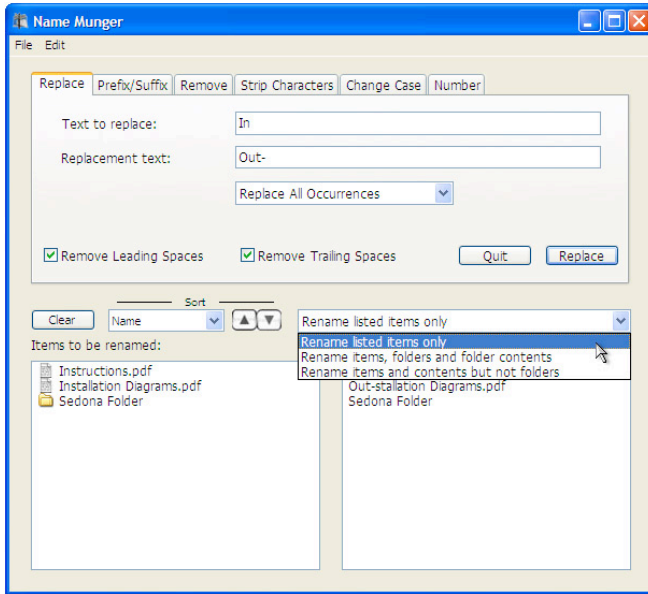 Name Munger
File Edit
Replace Prefix/Suffix Remove Strip Characters Change Case Number
Text to replace: In
Replacement text: Out-
Replace All Occurrences
Remove Leading Spaces Remove Trailing Spaces Quit Replace
Sort
Clear Name Rename listed items only
Items to be renamed: Rename listed items only
Rename items, folders and folder contents
Rename items and contents but not folders
Instructions.pdf
Installation Diagrams.pdf Out-stallation Diagrams.pdf
Sedona Folder Sedona Folder